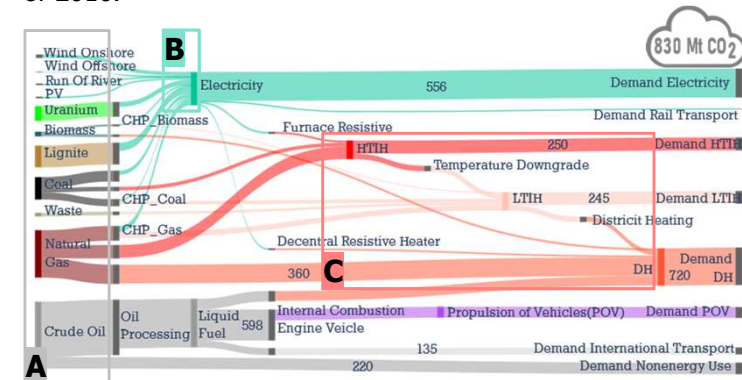 830 Mt CO2
B
Wind Onshore
Wind Offshore
Run Of River
PV
Uranium
CHP_Biomass
Biomass
Lignite
Coal
CHP_Coal
Waste
CHP_Gas
Natural
Gas
Crude Oil
A
Oil
Processing
Liquid
Fuel
598
Electricity
556
Demand Electricity
Demand Rail Transport
Furnace Resistive
HTIH
250
Demand HTIH
Temperature Downgrade
LTIH
245
Demand LTIH
Districit Heating
Decentral Resistive Heater
360
C
DH
Demand
720 DH
Internal Combustion
Engine Veicle
Propulsion of Vehicles(POV)
Demand POV
135
Demand International Transport
220
Demand Nonenergy Use